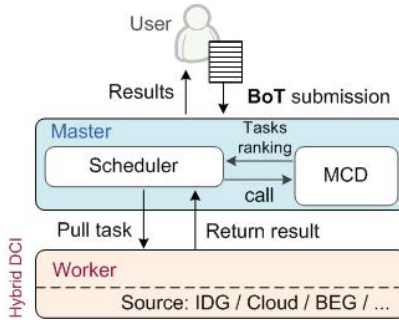 User
Results
BoT submission
Master
Tasks
ranking
Scheduler
MCD
call
Pull task
Return result
Hybrid DCI
Worker
Source: IDG / Cloud / BEG / ...